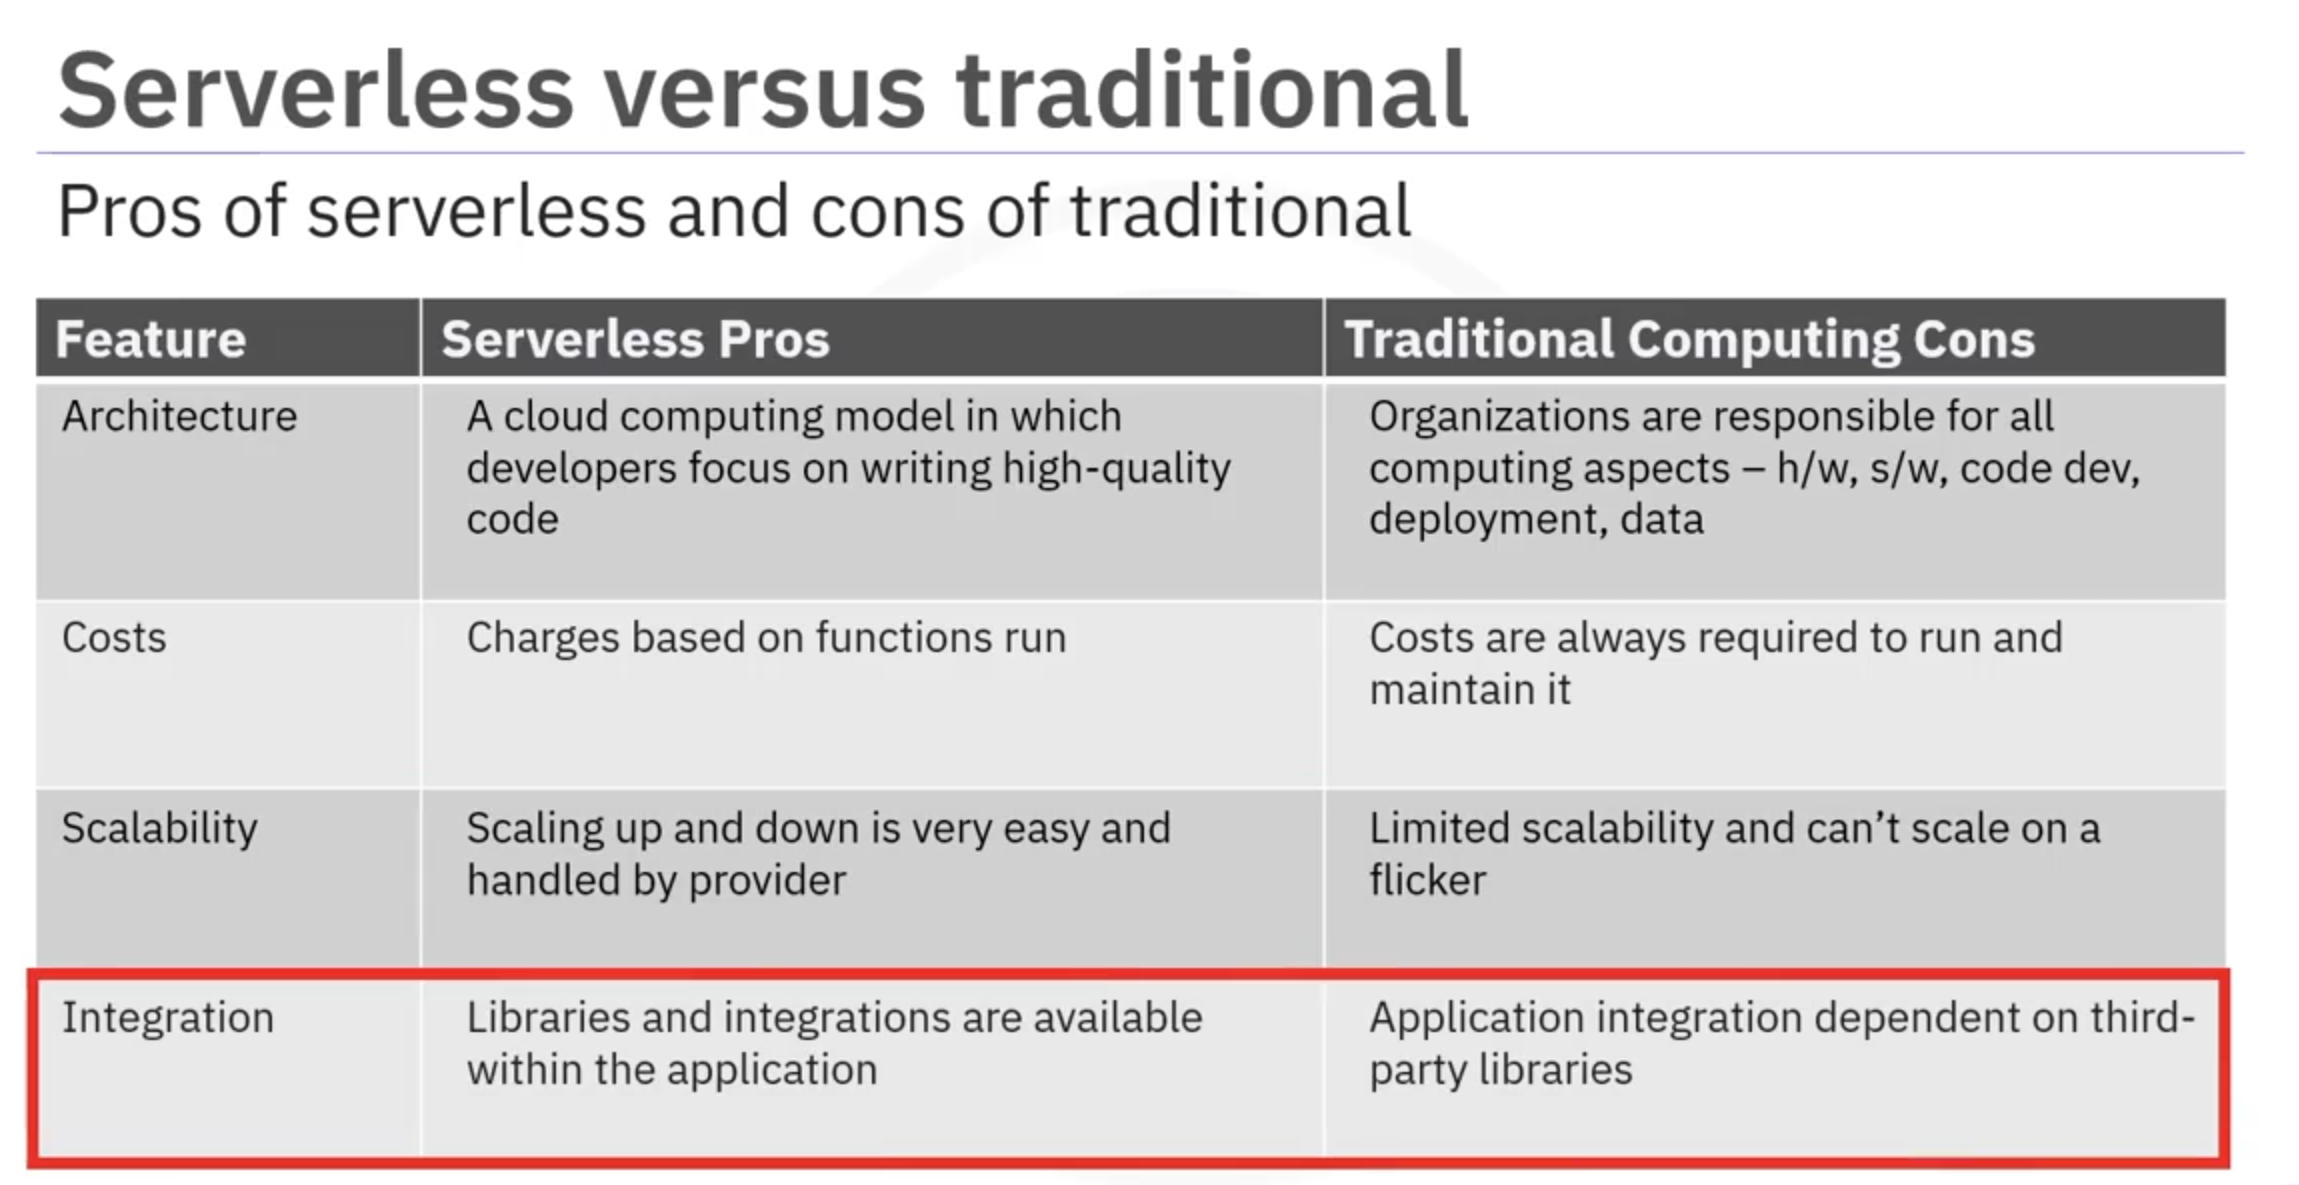 Serverless versus traditional
Pros of serverless and cons of traditional
Feature
Serverless Pros
Traditional Computing Cons
Architecture
A cloud computing model in which
developers focus on writing high-quality
code
Organizations are responsible for all
computing aspects – h/w, s/w, code dev,
deployment, data
Costs
Charges based on functions run
Costs are always required to run and
maintain it
Scalability
Scaling up and down is very easy and
handled by provider
Limited scalability and can’t scale on a
flicker
Integration
Libraries and integrations are available
within the application
Application integration dependent on third-
party libraries